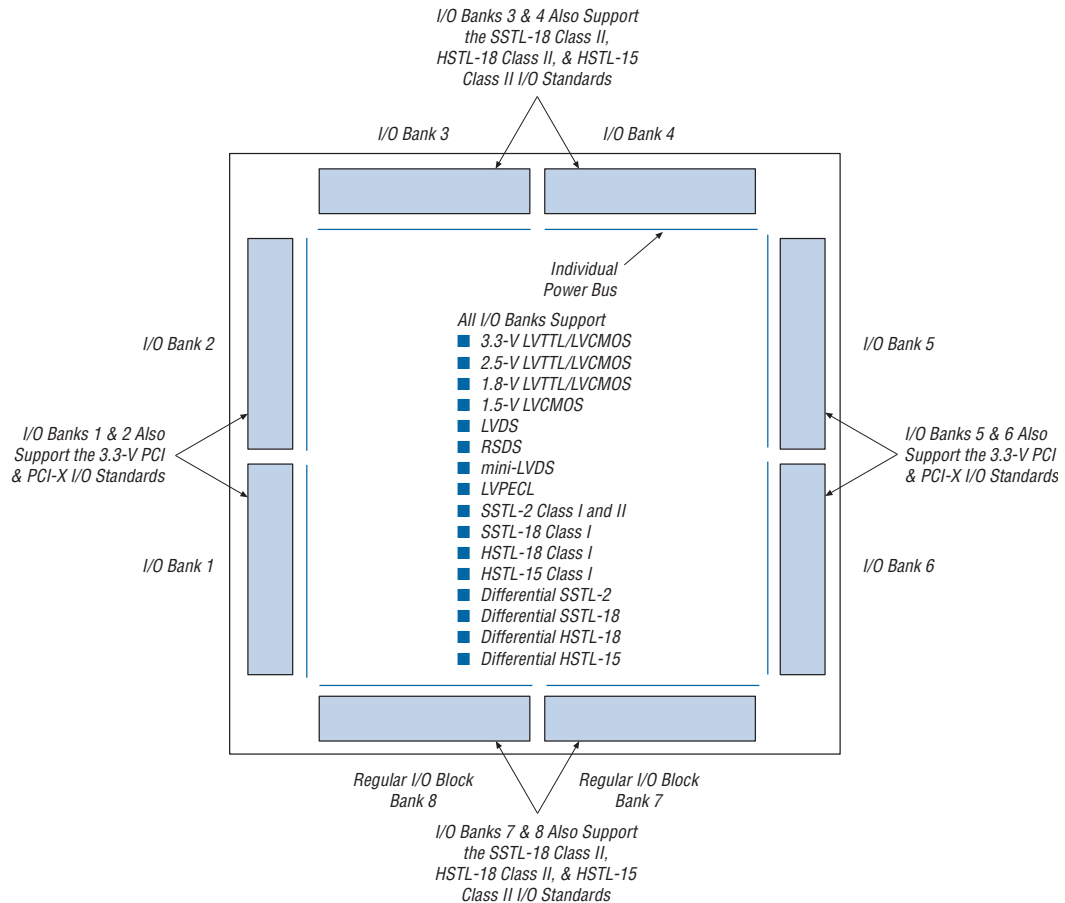 I/O Banks 3 & 4 Also Support
the SSTL-18 Class II,
HSTL-18 Class II, & HSTL-15
Class II I/O Standards
I/O Bank 3
I/O Bank 4
Individual
Power Bus
All I/O Banks Support
3.3-V LVTTL/LVCMOS
2.5-V LVTTL/LVCMOS
1.8-V LVTTL/LVCMOS
1.5-V LVCMOS
LVDS
RSDS
mini-LVDS
LVPECL
SSTL-2 Class I and II
SSTL-18 Class I
HSTL-18 Class I
HSTL-15 Class I
Differential SSTL-2
Differential SSTL-18
Differential HSTL-18
Differential HSTL-15
I/O Bank 2
I/O Banks 1 & 2 Also
Support the 3.3-V PCI
& PCI-X I/O Standards
I/O Bank 1
I/O Bank 5
I/O Banks 5 & 6 Also
Support the 3.3-V PCI
& PCI-X I/O Standards
I/O Bank 6
Regular I/O Block
Bank 8
Regular I/O Block
Bank 7
I/O Banks 7 & 8 Also Support
the SSTL-18 Class II,
HSTL-18 Class II, & HSTL-15
Class II I/O Standards